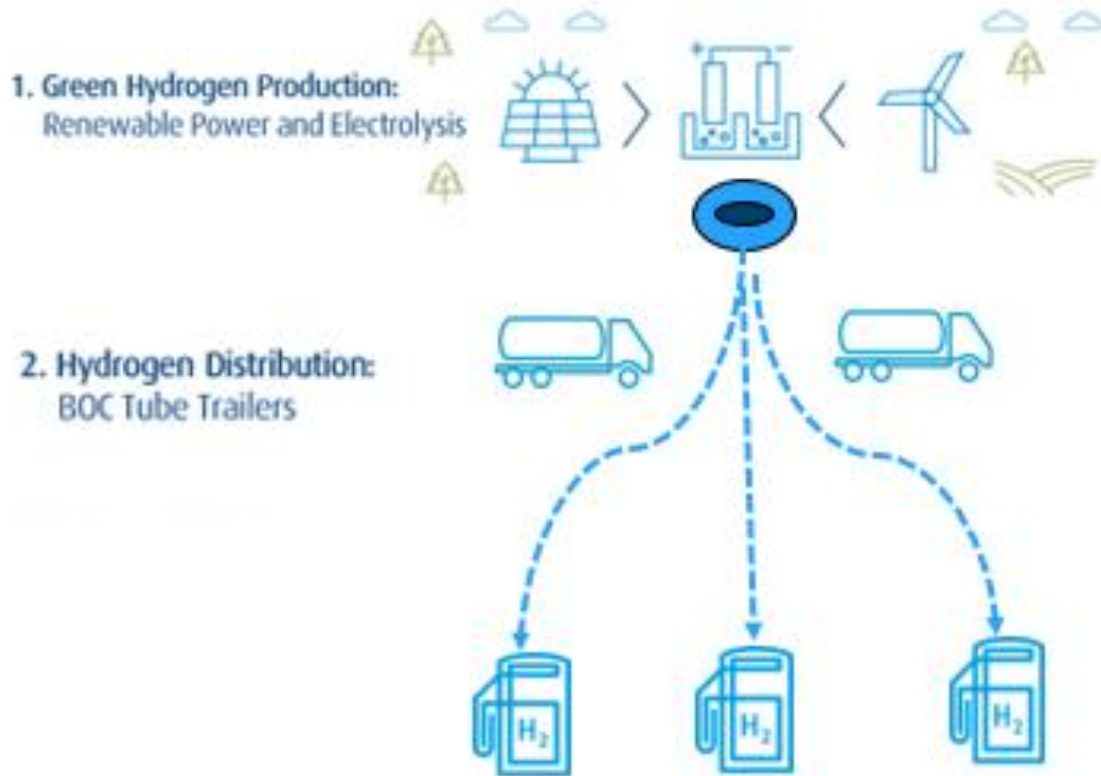 1. Green Hydrogen Production:
Renewable Power and Electrolysis
+ −
2. Hydrogen Distribution:
BOC Tube Trailers
H₂
H₂
H₂